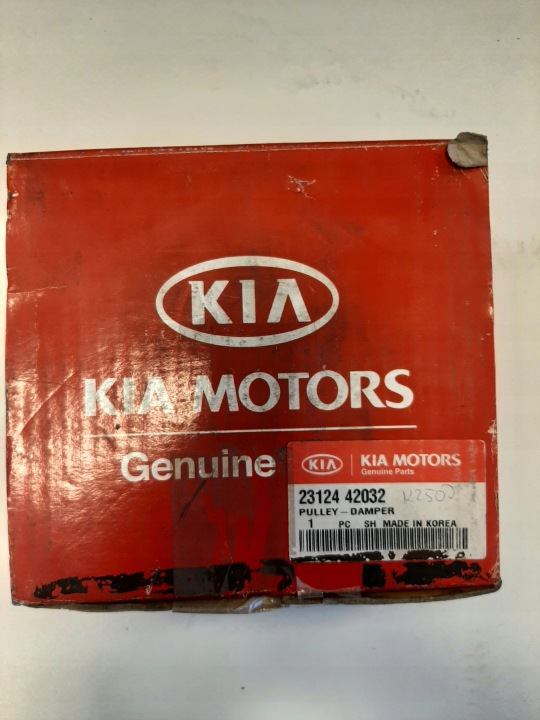 KIA
KIA MOTORS
Genuine
KIA KIA MOTORS
Genuine Parts
23124 42032
PULLEY-DAMPER
1 PC SH MADE IN KOREA